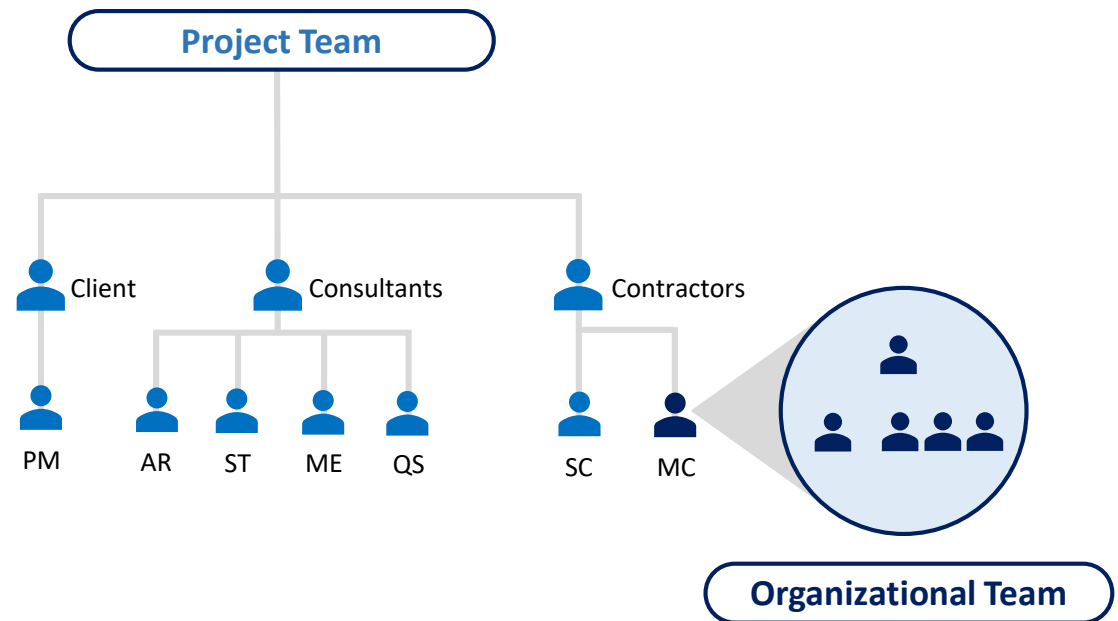 Project Team
Client
Consultants
Contractors
PM
AR
ST
ME
QS
SC
MC
Organizational Team